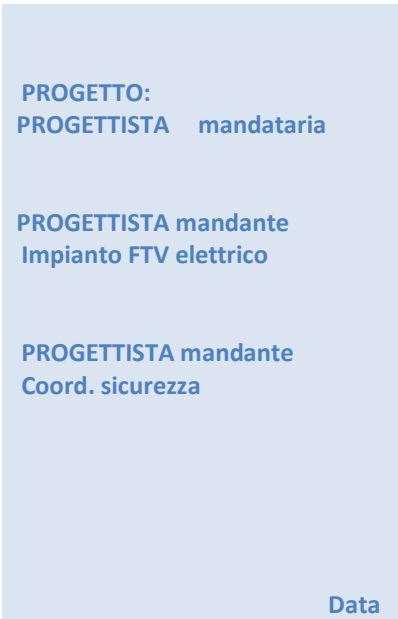 PROGETTO:
PROGETTISTA mandataria
PROGETTISTA mandante
Impianto FTV elettrico
PROGETTISTA mandante
Coord. sicurezza
Data